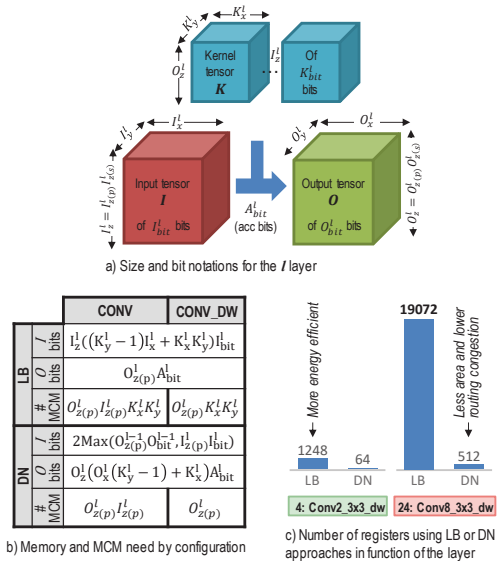 K_x^l
K_y^l
O_z^l
Kernel tensor K
...
I_z^l
Of K_bit^l bits
I_x^l
I_y^l
I_z^l = I_z(p)^l I_z(s)^l
Input tensor I of I_bit^l bits
A_bit^l (acc bits)
O_x^l
O_y^l
Output tensor O of O_bit^l bits
O_z^l = O_z(p)^l O_z(s)^l
a) Size and bit notations for the l layer
CONV CONV_DW
LB
I bits I_z^l((K_y^l − 1)I_x^l + K_x^l K_y^l)I_bit^l
O bits O_z(p)^l A_bit^l
# MCM O_z(p)^l I_z(p)^l K_x^l K_y^l O_z(p)^l K_x^l K_y^l
DN
I bits 2Max(O_z(p)^l-1 O_bit^l-1, I_z(p)^l I_bit^l)
O bits O_z^l(O_x^l(K_y^l − 1) + K_x^l)A_bit^l
# MCM O_z(p)^l I_z(p)^l O_z(p)^l
b) Memory and MCM need by configuration
More energy efficient
1248
64
LB DN
4: Conv2_3x3_dw
19072
Less area and lower
routing congestion
512
LB DN
24: Conv8_3x3_dw
c) Number of registers using LB or DN
approaches in function of the layer